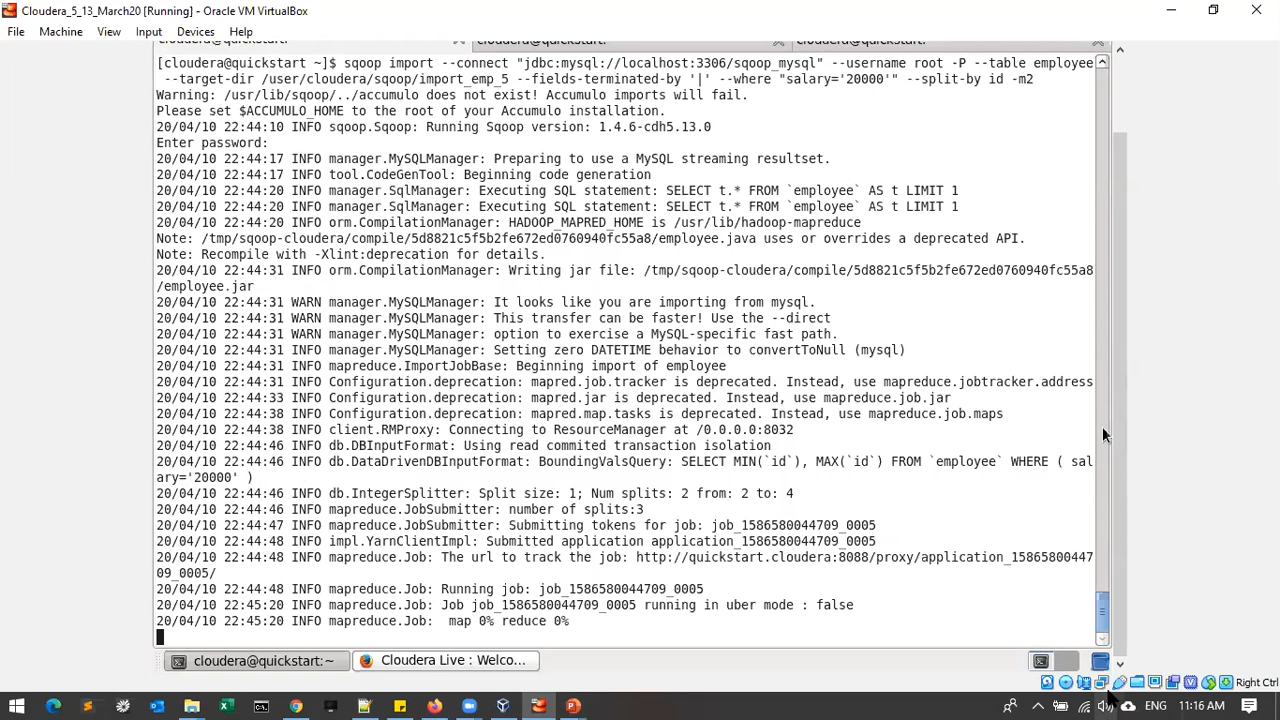 Cloudera_5_13_March20 [Running] - Oracle VM VirtualBox
File Machine View Input Devices Help
[cloudera@quickstart ~]$ sqoop import --connect "jdbc:mysql://localhost:3306/sqoop_mysql" --username root -P --table employee
--target-dir /user/cloudera/sqoop/import_emp_5 --fields-terminated-by '|' --where "salary='20000'" --split-by id -m2
Warning: /usr/lib/sqoop/../accumulo does not exist! Accumulo imports will fail.
Please set $ACCUMULO_HOME to the root of your Accumulo installation.
20/04/10 22:44:10 INFO sqoop.Sqoop: Running Sqoop version: 1.4.6-cdh5.13.0
Enter password:
20/04/10 22:44:17 INFO manager.MySQLManager: Preparing to use a MySQL streaming resultset.
20/04/10 22:44:17 INFO tool.CodeGenTool: Beginning code generation
20/04/10 22:44:20 INFO manager.SqlManager: Executing SQL statement: SELECT t.* FROM `employee` AS t LIMIT 1
20/04/10 22:44:20 INFO manager.SqlManager: Executing SQL statement: SELECT t.* FROM `employee` AS t LIMIT 1
20/04/10 22:44:20 INFO orm.CompilationManager: HADOOP_MAPRED_HOME is /usr/lib/hadoop-mapreduce
Note: /tmp/sqoop-cloudera/compile/5d8821c5f5b2fe672ed0760940fc55a8/employee.java uses or overrides a deprecated API.
Note: Recompile with -Xlint:deprecation for details.
20/04/10 22:44:31 INFO orm.CompilationManager: Writing jar file: /tmp/sqoop-cloudera/compile/5d8821c5f5b2fe672ed0760940fc55a8
/employee.jar
20/04/10 22:44:31 WARN manager.MySQLManager: It looks like you are importing from mysql.
20/04/10 22:44:31 WARN manager.MySQLManager: This transfer can be faster! Use the --direct
20/04/10 22:44:31 WARN manager.MySQLManager: option to exercise a MySQL-specific fast path.
20/04/10 22:44:31 INFO manager.MySQLManager: Setting zero DATETIME behavior to convertToNull (mysql)
20/04/10 22:44:31 INFO mapreduce.ImportJobBase: Beginning import of employee
20/04/10 22:44:31 INFO Configuration.deprecation: mapred.job.tracker is deprecated. Instead, use mapreduce.jobtracker.address
20/04/10 22:44:33 INFO Configuration.deprecation: mapred.jar is deprecated. Instead, use mapreduce.job.jar
20/04/10 22:44:38 INFO Configuration.deprecation: mapred.map.tasks is deprecated. Instead, use mapreduce.job.maps
20/04/10 22:44:38 INFO client.RMProxy: Connecting to ResourceManager at /0.0.0.0:8032
20/04/10 22:44:46 INFO db.DBInputFormat: Using read commited transaction isolation
20/04/10 22:44:46 INFO db.DataDrivenDBInputFormat: BoundingValsQuery: SELECT MIN(`id`), MAX(`id`) FROM `employee` WHERE ( sal
ary='20000' )
20/04/10 22:44:46 INFO db.IntegerSplitter: Split size: 1; Num splits: 2 from: 2 to: 4
20/04/10 22:44:46 INFO mapreduce.JobSubmitter: number of splits:3
20/04/10 22:44:47 INFO mapreduce.JobSubmitter: Submitting tokens for job: job_1586580044709_0005
20/04/10 22:44:48 INFO impl.YarnClientImpl: Submitted application application_1586580044709_0005
20/04/10 22:44:48 INFO mapreduce.Job: The url to track the job: http://quickstart.cloudera:8088/proxy/application_15865800447
09_0005/
20/04/10 22:44:48 INFO mapreduce.Job: Running job: job_1586580044709_0005
20/04/10 22:45:20 INFO mapreduce.Job: Job job_1586580044709_0005 running in uber mode : false
20/04/10 22:45:20 INFO mapreduce.Job:  map 0% reduce 0%
cloudera@quickstart:~ Cloudera Live : Welco...
Right Ctrl
ENG 11:16 AM